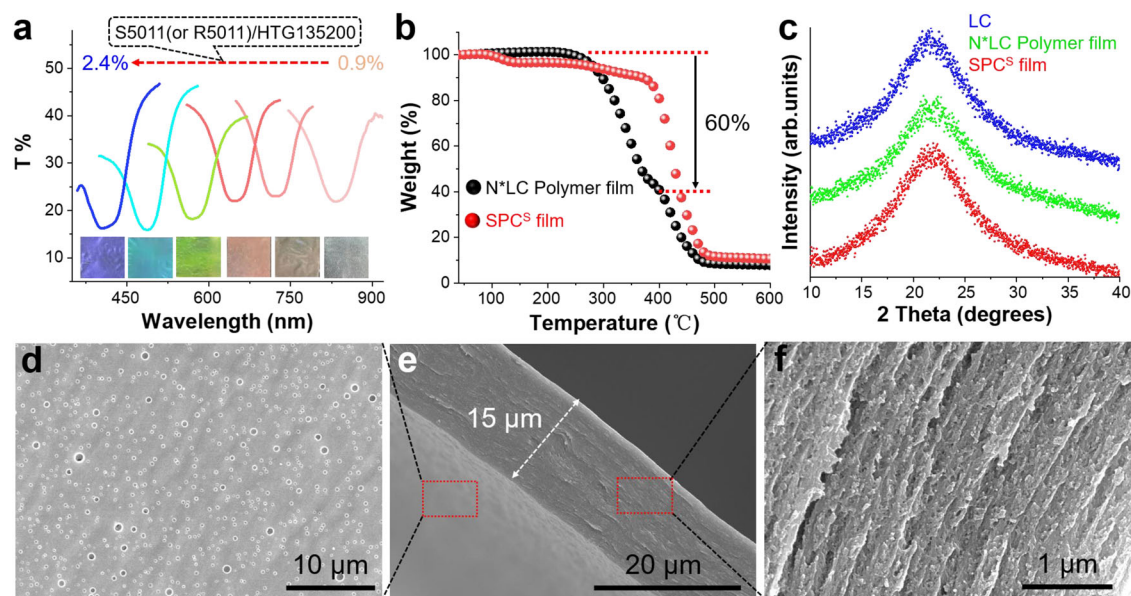 a
S5011(or R5011)/HTG135200
2.4%
0.9%
50
40
30
20
10
T %
450
600
750
900
Wavelength (nm)
b
100
80
60
40
20
0
Weight (%)
60%
N*LC Polymer film
SPCˢ film
0
100
200
300
400
500
600
Temperature (℃)
c
LC
N*LC Polymer film
SPCˢ film
Intensity (arb.units)
10
15
20
25
30
35
40
2 Theta (degrees)
d
10 µm
e
15 µm
20 µm
f
1 µm